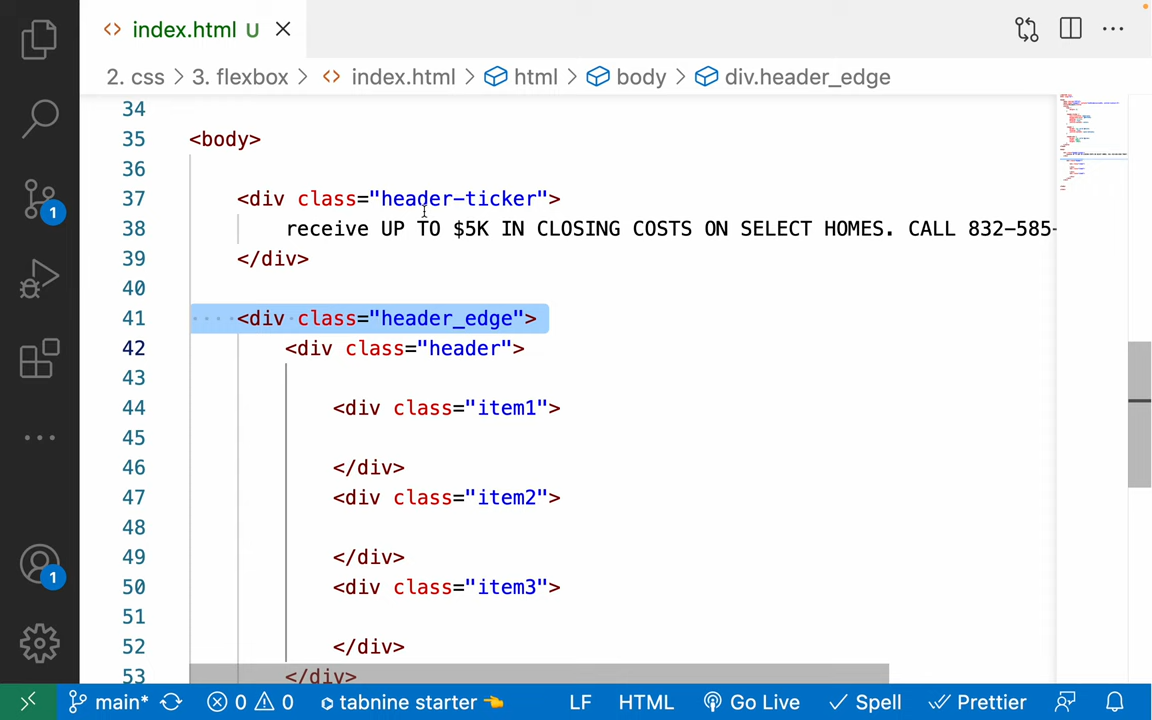 <> index.html U ×
2. css > 3. flexbox > <> index.html > html > body > div.header_edge
34
35 <body>
36
37 <div class="header-ticker">
38 receive UP TO $5K IN CLOSING COSTS ON SELECT HOMES. CALL 832-585-
39 </div>
40
41 <div class="header_edge">
42 <div class="header">
43
44 <div class="item1">
45
46 </div>
47 <div class="item2">
48
49 </div>
50 <div class="item3">
51
52 </div>
53 </div>
1
1
main* 0 0 tabnine starter 👈 LF HTML Go Live Spell Prettier